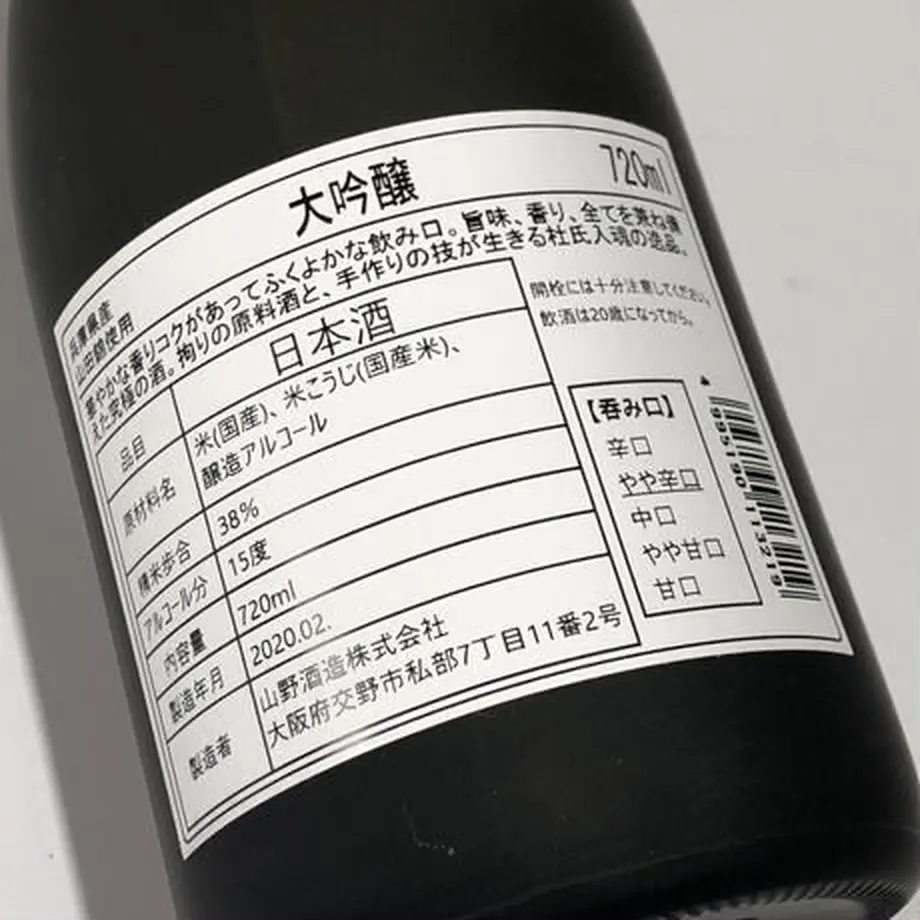 大吟醸
720ml
兵庫県産
山田錦使用
華やかな香りコクがあってふくよかな飲み口。旨味、香り、全てを兼ね備
えた究極の酒。拘りの原料酒と、手作りの技が生きる杜氏入魂の逸品。
品目 日本酒
原材料名 米(国産)、米こうじ(国産米)、
醸造アルコール
精米歩合 38%
アルコール分 15度
内容量 720ml
製造年月 2020.02.
製造者 山野酒造株式会社
大阪府交野市私部7丁目11番2号
開栓には十分注意してください。
飲酒は20歳になってから。
【呑み口】
辛口
やや辛口
中口
やや甘口
甘口
4 995190 113219